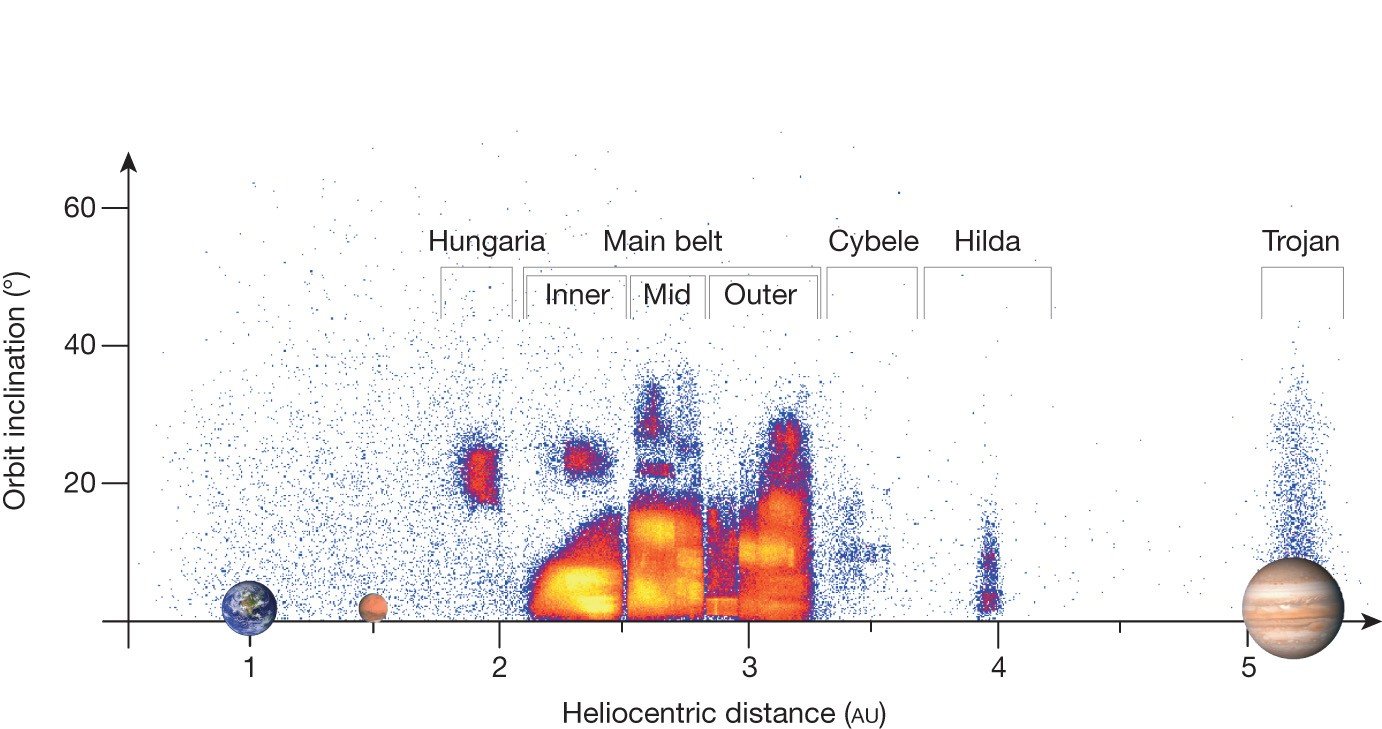 60
Hungaria Main belt Cybele Hilda Trojan
Inner Mid Outer
40
20
Orbit inclination (°)
1 2 3 4 5
Heliocentric distance (AU)